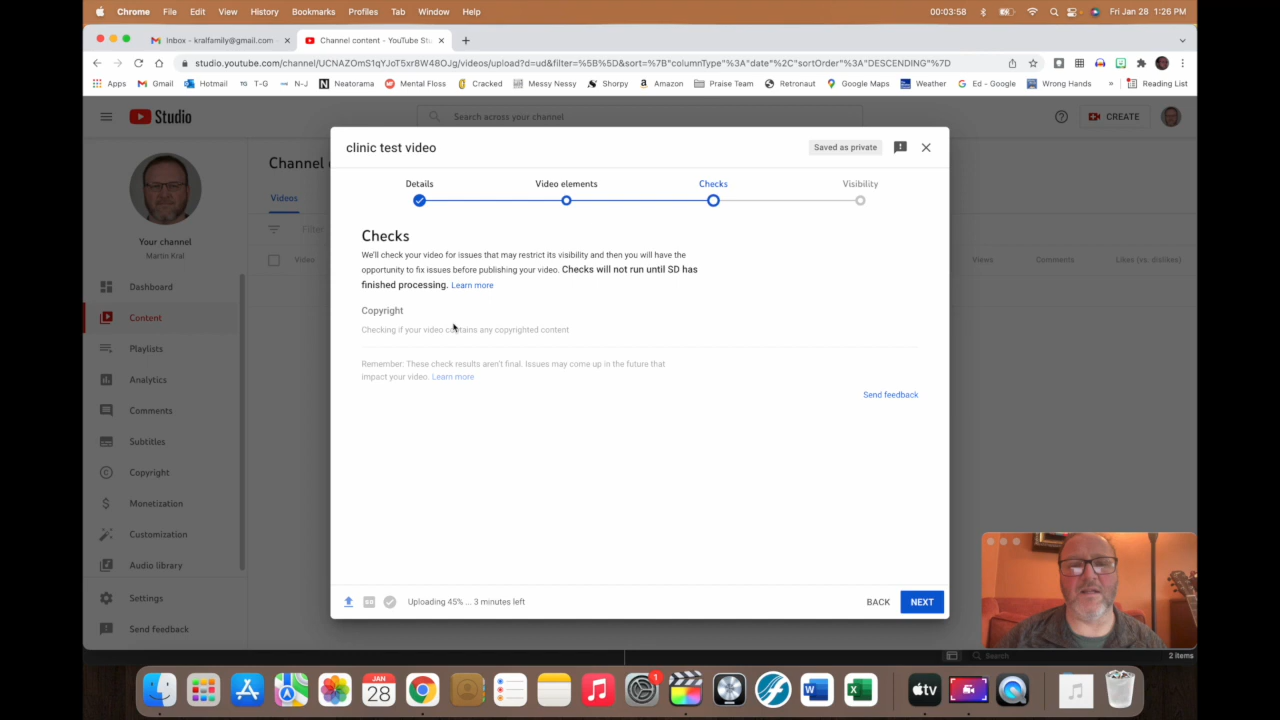 Chrome File Edit View History Bookmarks Profiles Tab Window Help 00:03:58 Fri Jan 28 1:26 PM
Inbox - kralfamily@gmail.com - Channel content - YouTube Stu
studio.youtube.com/channel/UCNAZOmS1qYJoT5xr8W48OJg/videos/upload?d=ud&filter=%5B%5D&sort=%7B"columnType"%3A"date"%2C"sortOrder"%3A"DESCENDING"%7D
Apps Gmail Hotmail T-G N-J Neatorama Mental Floss Cracked Messy Nessy Shorpy Amazon Praise Team Retronaut Google Maps Weather Ed - Google Wrong Hands » Reading List
Studio Search across your channel CREATE
clinic test video Saved as private
Channel
Details Video elements Checks Visibility
Videos
Filter
Your channel
Martin Kral
Video Views Comments Likes (vs. dislikes)
Checks
We'll check your video for issues that may restrict its visibility and then you will have the
opportunity to fix issues before publishing your video. Checks will not run until SD has
finished processing. Learn more
Copyright
Checking if your video contains any copyrighted content
Remember: These check results aren't final. Issues may come up in the future that
impact your video. Learn more
Send feedback
Dashboard
Content
Playlists
Analytics
Comments
Subtitles
Copyright
Monetization
Customization
Audio library
Settings
Send feedback
SD Uploading 45% ... 3 minutes left BACK NEXT
Search 2 items
JAN
28
1
tv